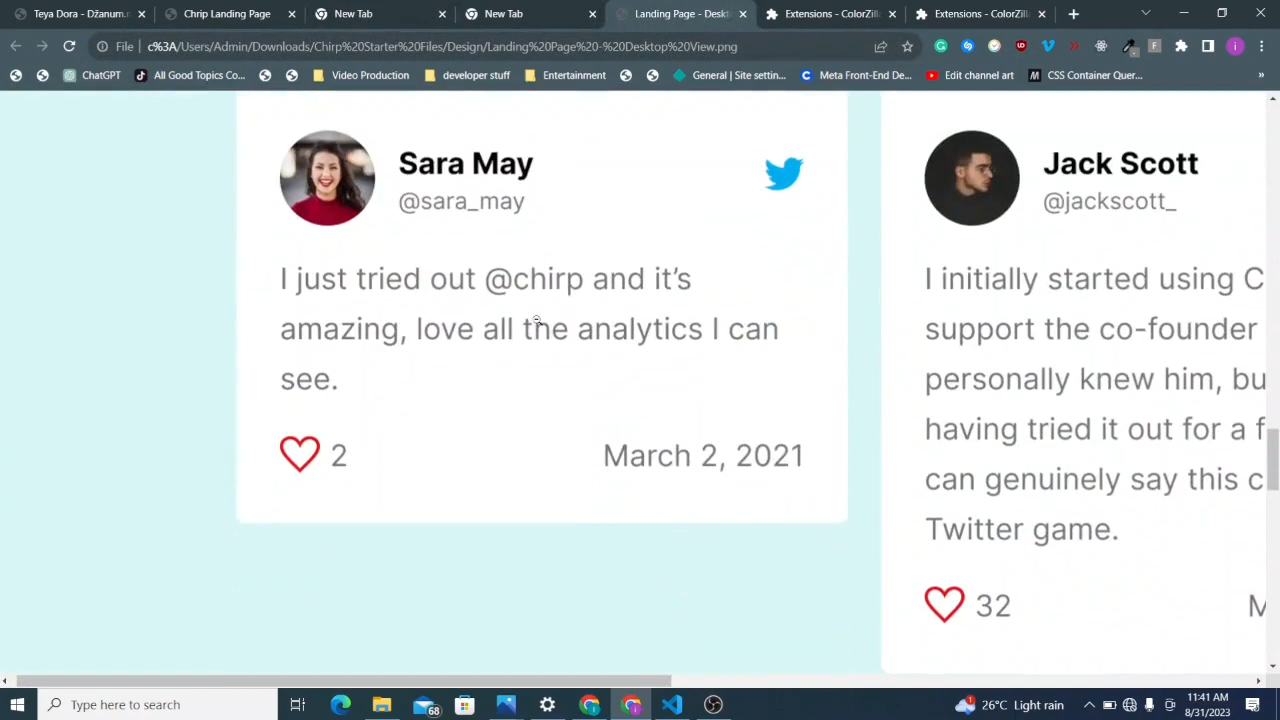 Teya Dora - Džanum.m
Chirp Landing Page
New Tab
New Tab
Landing Page - Deskt
Extensions - ColorZill
Extensions - ColorZill
File
c%3A/Users/Admin/Downloads/Chirp%20Starter%20Files/Design/Landing%20Page%20-%20Desktop%20View.png
ChatGPT
All Good Topics Co...
Video Production
developer stuff
Entertainment
General | Site settin...
Meta Front-End De...
Edit channel art
CSS Container Quer...
Sara May
@sara_may
I just tried out @chirp and it’s
amazing, love all the analytics I can
see.
2
March 2, 2021
Jack Scott
@jackscott_
I initially started using C
support the co-founder
personally knew him, bu
having tried it out for a f
can genuinely say this c
Twitter game.
32
M
Type here to search
68
1
26°C Light rain
11:41 AM
8/31/2023